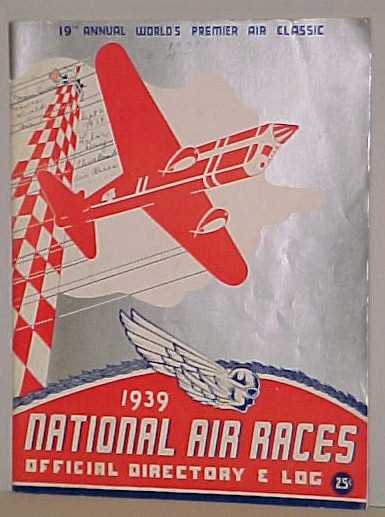 19TH ANNUAL WORLD'S PREMIER AIR CLASSIC
1939
NATIONAL AIR RACES
OFFICIAL DIRECTORY & LOG 25¢